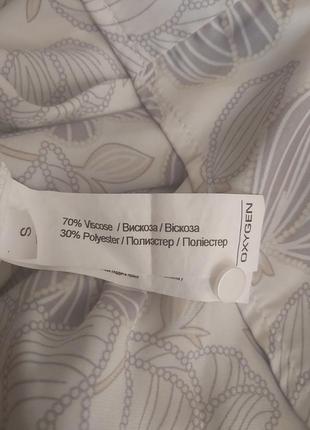 70% Viscose / Вискоза / Віскоза
30% Polyester / Полиэстер / Поліестер
OXYGEN
S